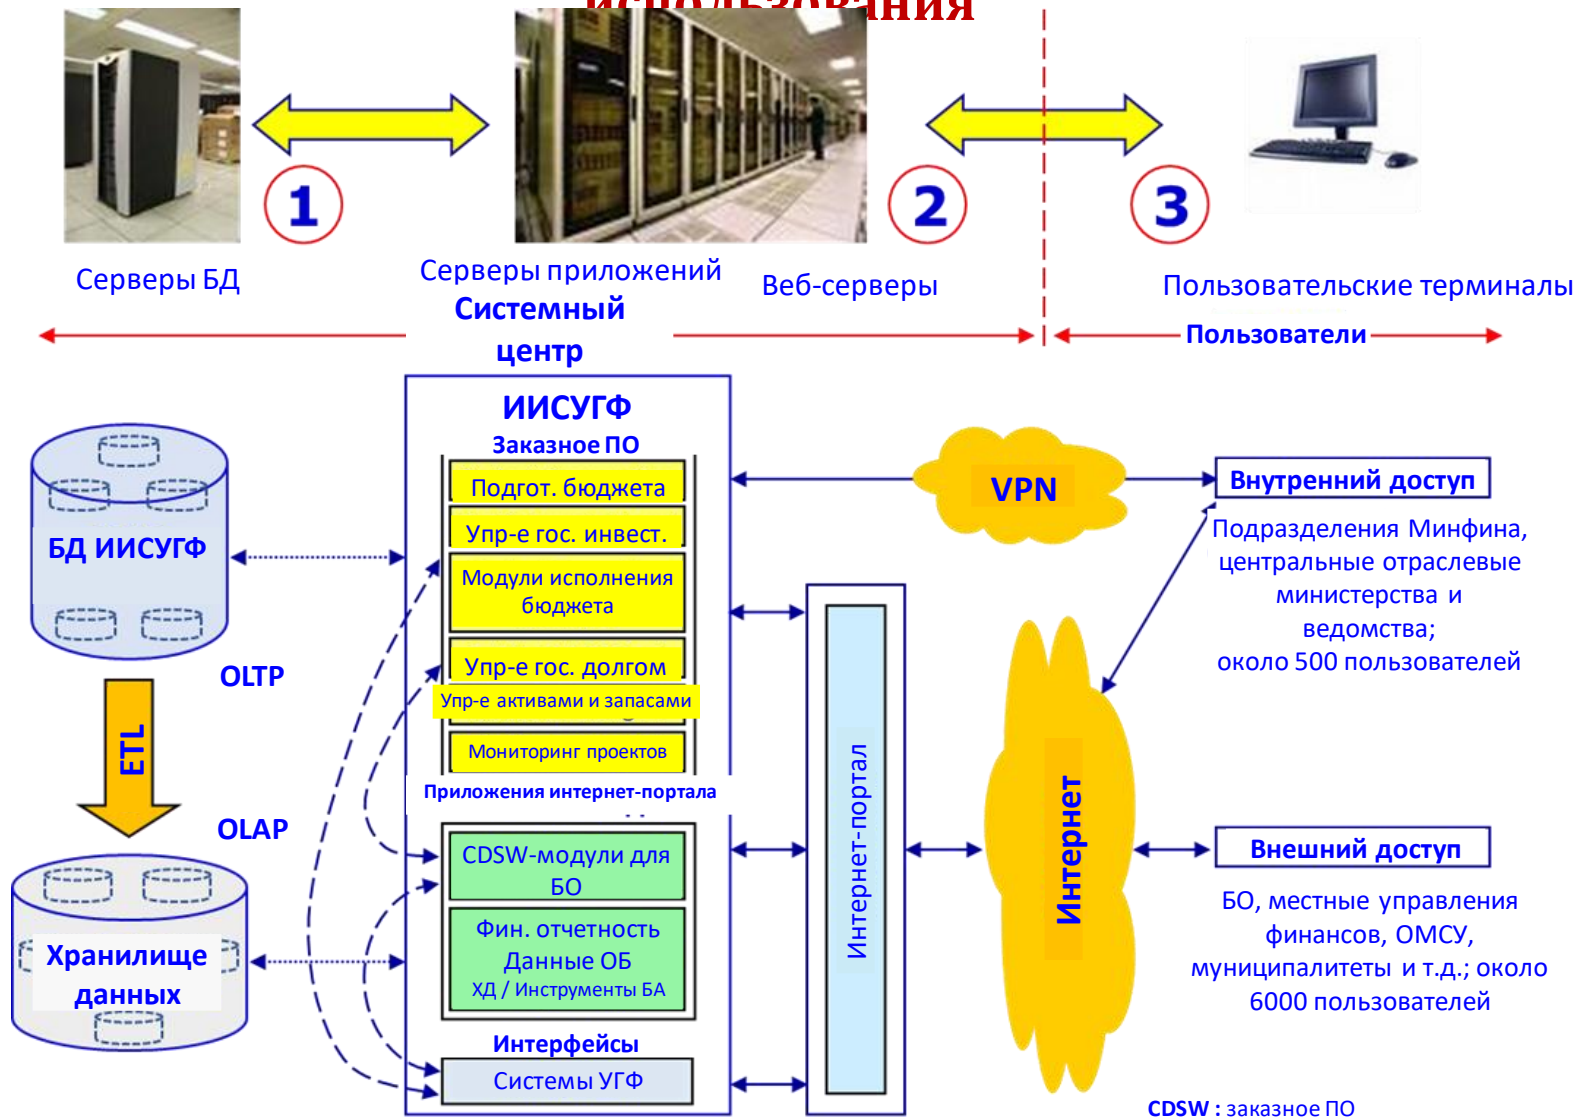 использования
1
2
3
Серверы БД
Серверы приложений
Веб-серверы
Пользовательские терминалы
Системный
центр
Пользователи
ИИСУГФ
Заказное ПО
Подгот. бюджета
Упр-е гос. инвест.
Модули исполнения
бюджета
Упр-е гос. долгом
Упр-е активами и запасами
Мониторинг проектов
Приложения интернет-портала
CDSW-модули для
БО
Фин. отчетность
Данные ОБ
ХД / Инструменты БА
Интерфейсы
Системы УГФ
БД ИИСУГФ
OLTP
ETL
OLAP
Хранилище
данных
Интернет-портал
VPN
Интернет
Внутренний доступ
Подразделения Минфина,
центральные отраслевые
министерства и
ведомства;
около 500 пользователей
Внешний доступ
БО, местные управления
финансов, ОМСУ,
муниципалитеты и т.д.; около
6000 пользователей
CDSW : заказное ПО